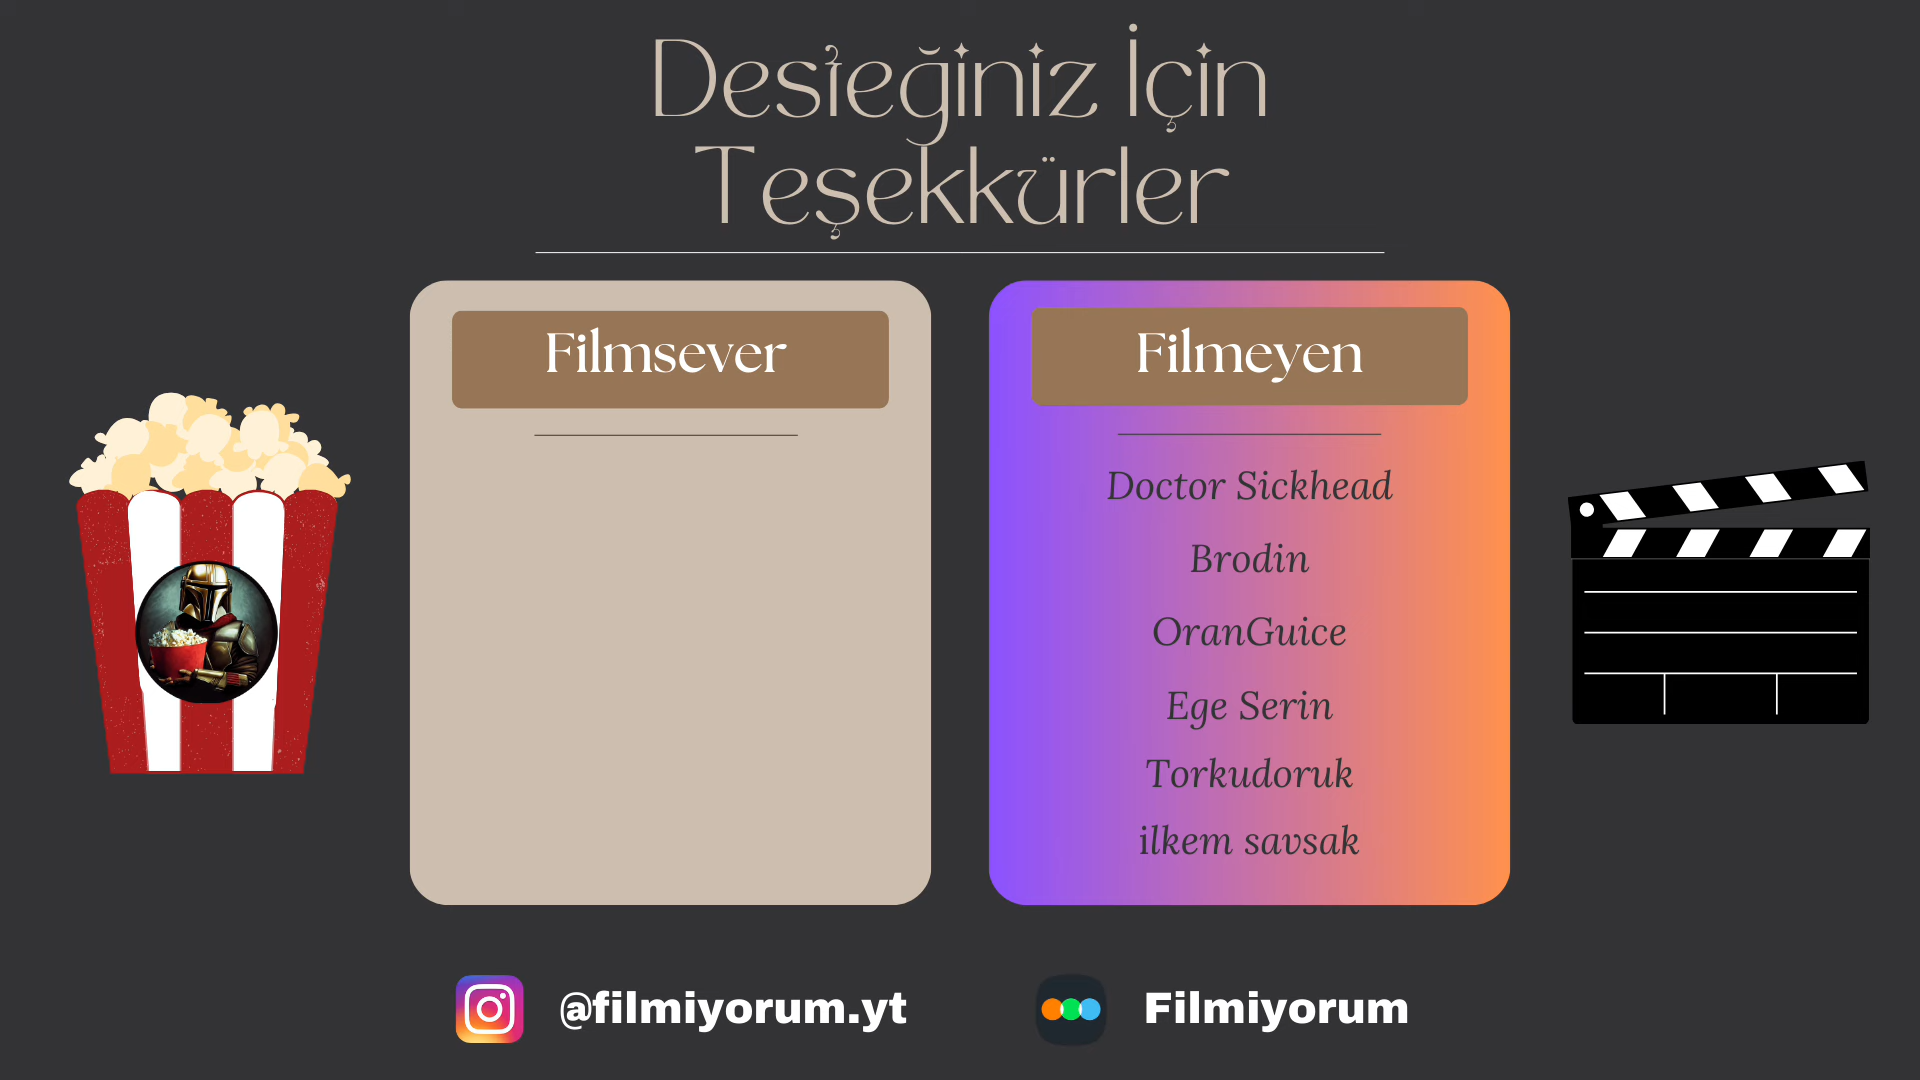 Desteğiniz İçin
Teşekkürler
Filmsever
Filmeyen
Doctor Sickhead
Brodin
OranGuice
Ege Serin
Torkudoruk
ilkem savsak
@filmiyorum.yt
Filmiyorum